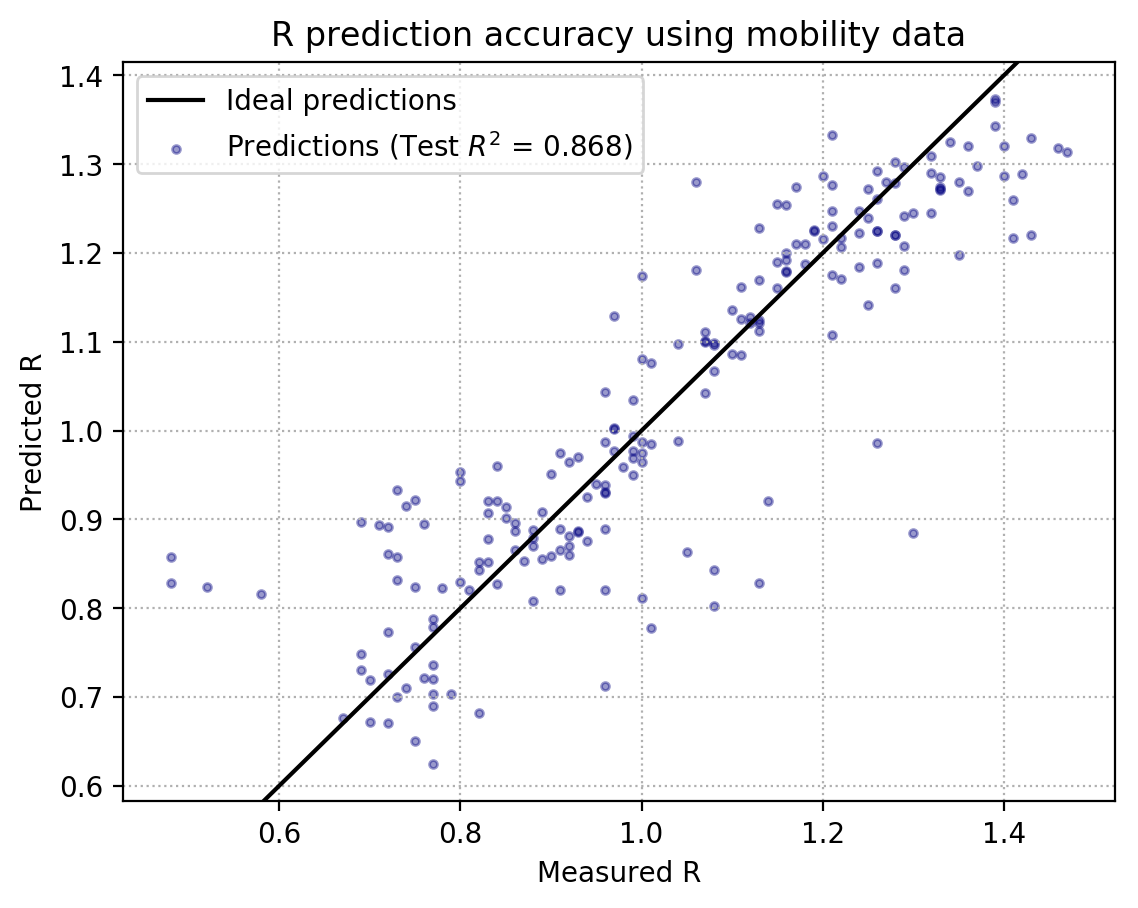 R prediction accuracy using mobility data
Ideal predictions
Predictions (Test R² = 0.868)
Predicted R
1.4
1.3
1.2
1.1
1.0
0.9
0.8
0.7
0.6
0.6 0.8 1.0 1.2 1.4
Measured R